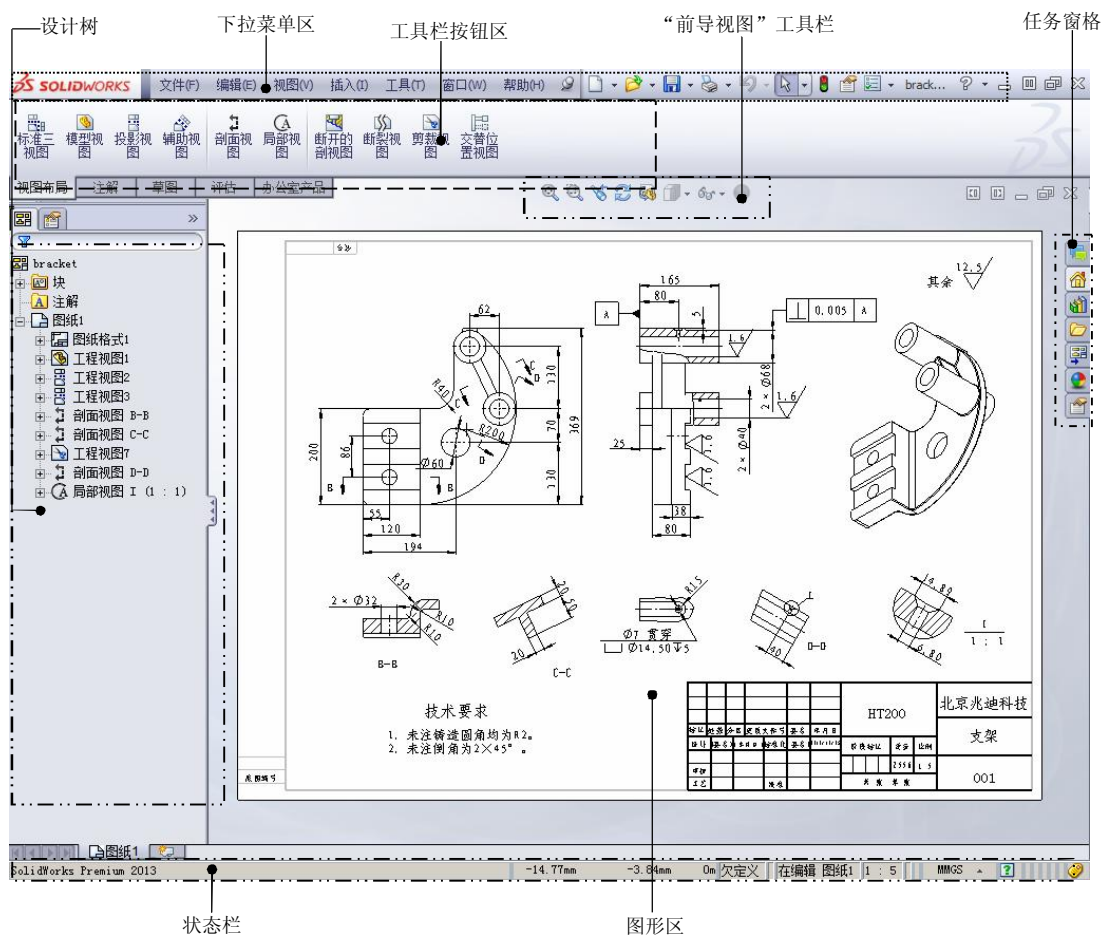 设计树
下拉菜单区
工具栏按钮区
“前导视图”工具栏
任务窗格
SOLIDWORKS 文件(F) 编辑(E) 视图(V) 插入(I) 工具(T) 窗口(W) 帮助(H) brack... ?
标准三视图 模型视图 投影视图 辅助视图 剖面视图 局部视图 断开的剖视图 断裂视图 剪裁视图 交替位置视图
视图布局 注解 草图 评估 办公室产品
bracket
块
注解
图纸1
图纸格式1
工程视图1
工程视图2
工程视图3
剖面视图 B-B
剖面视图 C-C
工程视图7
剖面视图 D-D
局部视图 I (1 : 1)
其余 12.5
62
130
70
130
369
R40
R200
Ø60
200
86
55
120
194
B B
C
C
D
D
165
80
5
A
⊥ 0.005 A
1.6
2 × Ø68
1.6
2 × Ø40
1.6
1.6
25
38
80
2 × Ø32
R30
R10
R10
B-B
20
50
20
C-C
R15
Ø7 贯穿
Ø14.50 5
I
40
D-D
14.80
6.80
I
1 : 1
技术要求
1. 未注铸造圆角均为R2。
2. 未注倒角为2×45°。
HT200
北京兆迪科技
支架
001
图纸1
SolidWorks Premium 2013 -14.77mm -3.84mm 0m 欠定义 在编辑 图纸1 1 : 5 MMGS
状态栏
图形区